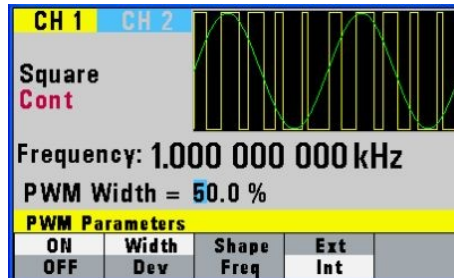 CH 1 CH 2
Square
Cont
Frequency: 1.000 000 000 kHz
PWM Width = 50.0 %
PWM Parameters
ON Width Shape Ext
OFF Dev Freq Int